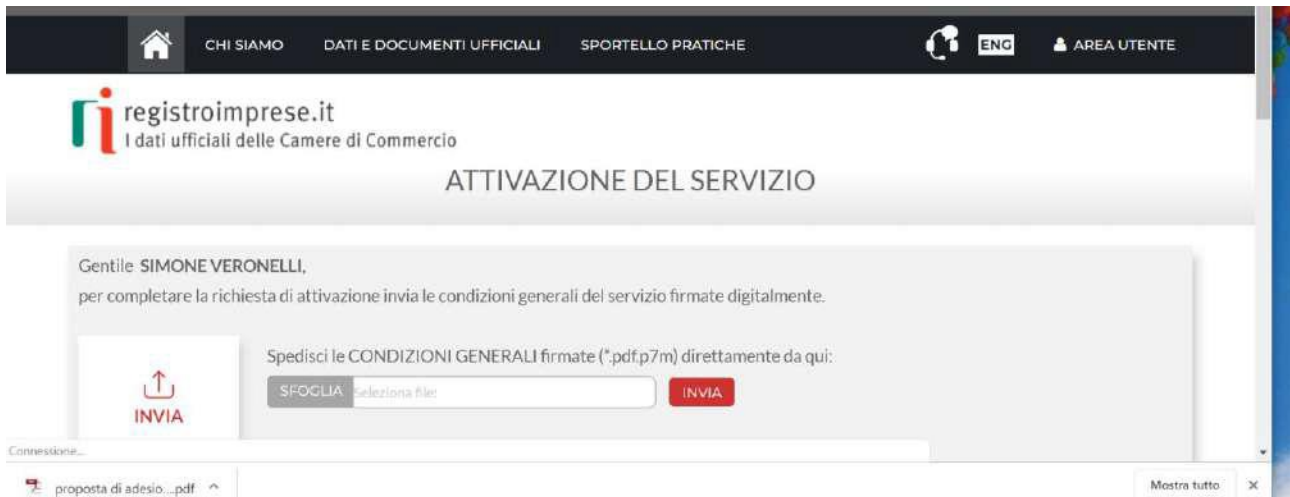 CHI SIAMO DATI E DOCUMENTI UFFICIALI SPORTELLO PRATICHE ENG AREA UTENTE
registroimprese.it
I dati ufficiali delle Camere di Commercio
ATTIVAZIONE DEL SERVIZIO
Gentile SIMONE VERONELLI,
per completare la richiesta di attivazione invia le condizioni generali del servizio firmate digitalmente.
Spedisci le CONDIZIONI GENERALI firmate (*.pdf.p7m) direttamente da qui:
SFOGLIA Seleziona file: INVIA
INVIA
Connessione...
proposta di adesio....pdf Mostra tutto